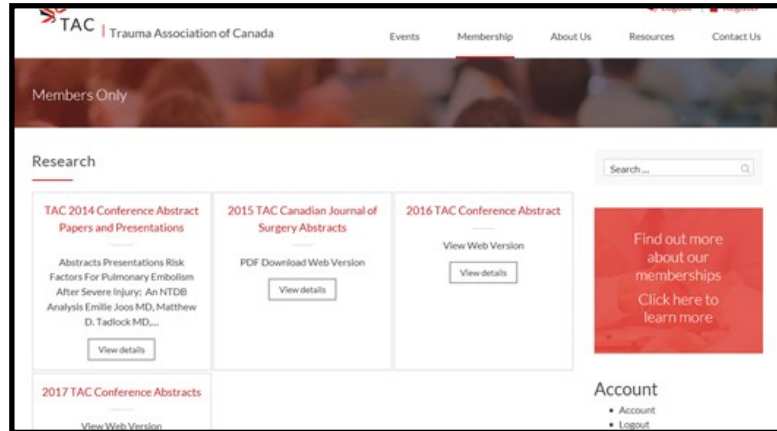 Logout Register
TAC | Trauma Association of Canada
Events Membership About Us Resources Contact Us
Members Only
Research
Search ...
TAC 2014 Conference Abstract
Papers and Presentations
Abstracts Presentations Risk
Factors For Pulmonary Embolism
After Severe Injury: An NTDB
Analysis Emilie Joos MD, Matthew
D. Tadlock MD,...
View details
2015 TAC Canadian Journal of
Surgery Abstracts
PDF Download Web Version
View details
2016 TAC Conference Abstract
View Web Version
View details
Find out more
about our
memberships
Click here to
learn more
2017 TAC Conference Abstracts
View Web Version
Account
• Account
• Logout